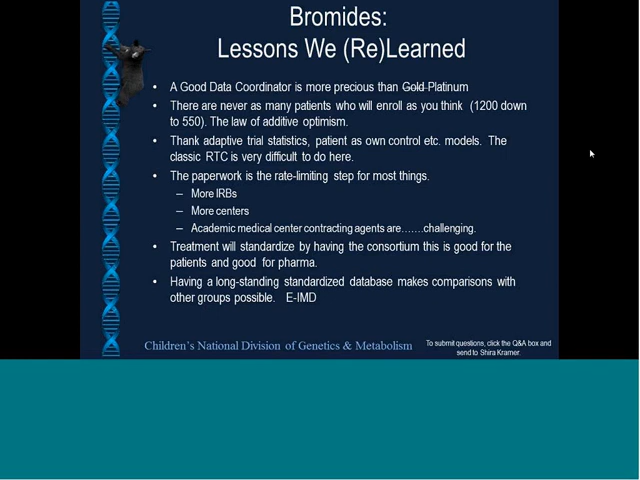 Bromides:
Lessons We (Re)Learned
• A Good Data Coordinator is more precious than Gold Platinum
• There are never as many patients who will enroll as you think (1200 down
to 550). The law of additive optimism.
• Thank adaptive trial statistics, patient as own control etc. models. The
classic RTC is very difficult to do here.
• The paperwork is the rate-limiting step for most things.
– More IRBs
– More centers
– Academic medical center contracting agents are…….challenging.
• Treatment will standardize by having the consortium this is good for the
patients and good for pharma.
• Having a long-standing standardized database makes comparisons with
other groups possible. E-IMD
Children's National Division of Genetics & Metabolism
To submit questions, click the Q&A box and
send to Shira Kramer.